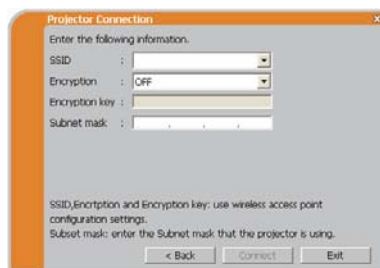 Projector Connection x
Enter the following information.
SSID :
Encryption : OFF
Encryption key :
Subnet mask : . . .
SSID,Encrtption and Encryption key: use wireless access point
configuration settings.
Subset mask: enter the Subnet mask that the projector is using.
< Back Connect Exit